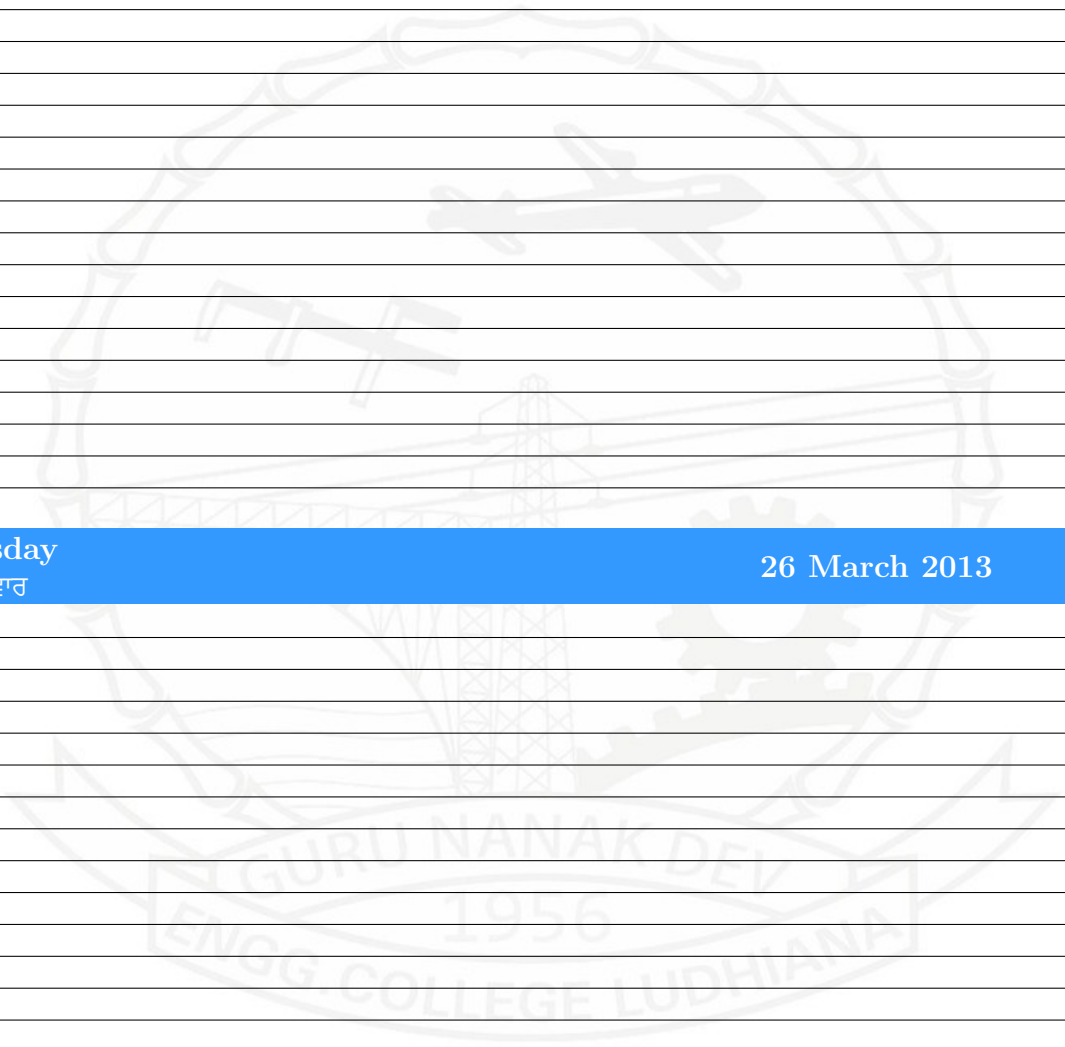 sday
ਵਾਰ
26 March 2013
GURU NANAK DEV
1956
ENGG. COLLEGE LUDHIANA